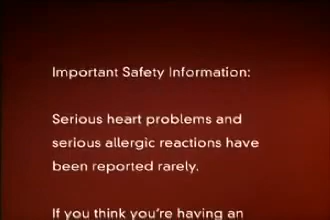 Important Safety Information:
Serious heart problems and
serious allergic reactions have
been reported rarely.
If you think you're having an